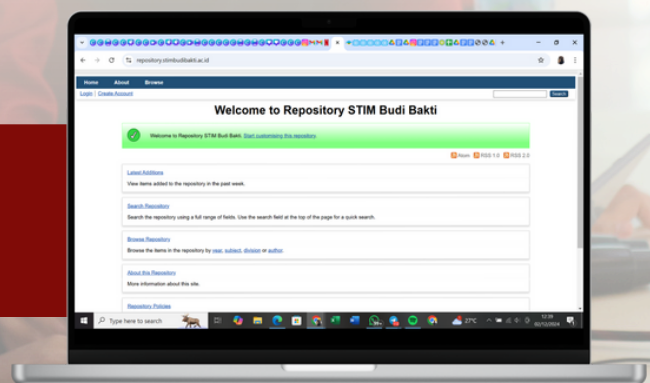 repository.stimbudibakti.ac.id
Home About Browse
Login | Create Account
Search
Welcome to Repository STIM Budi Bakti
Welcome to Repository STIM Budi Bakti. Start customising this repository.
Atom RSS 1.0 RSS 2.0
Latest Additions
View items added to the repository in the past week.
Search Repository
Search the repository using a full range of fields. Use the search field at the top of the page for a quick search.
Browse Repository
Browse the items in the repository by year, subject, division or author.
About this Repository
More information about this site.
Repository Policies
Type here to search
27°C
12:39
02/12/2024